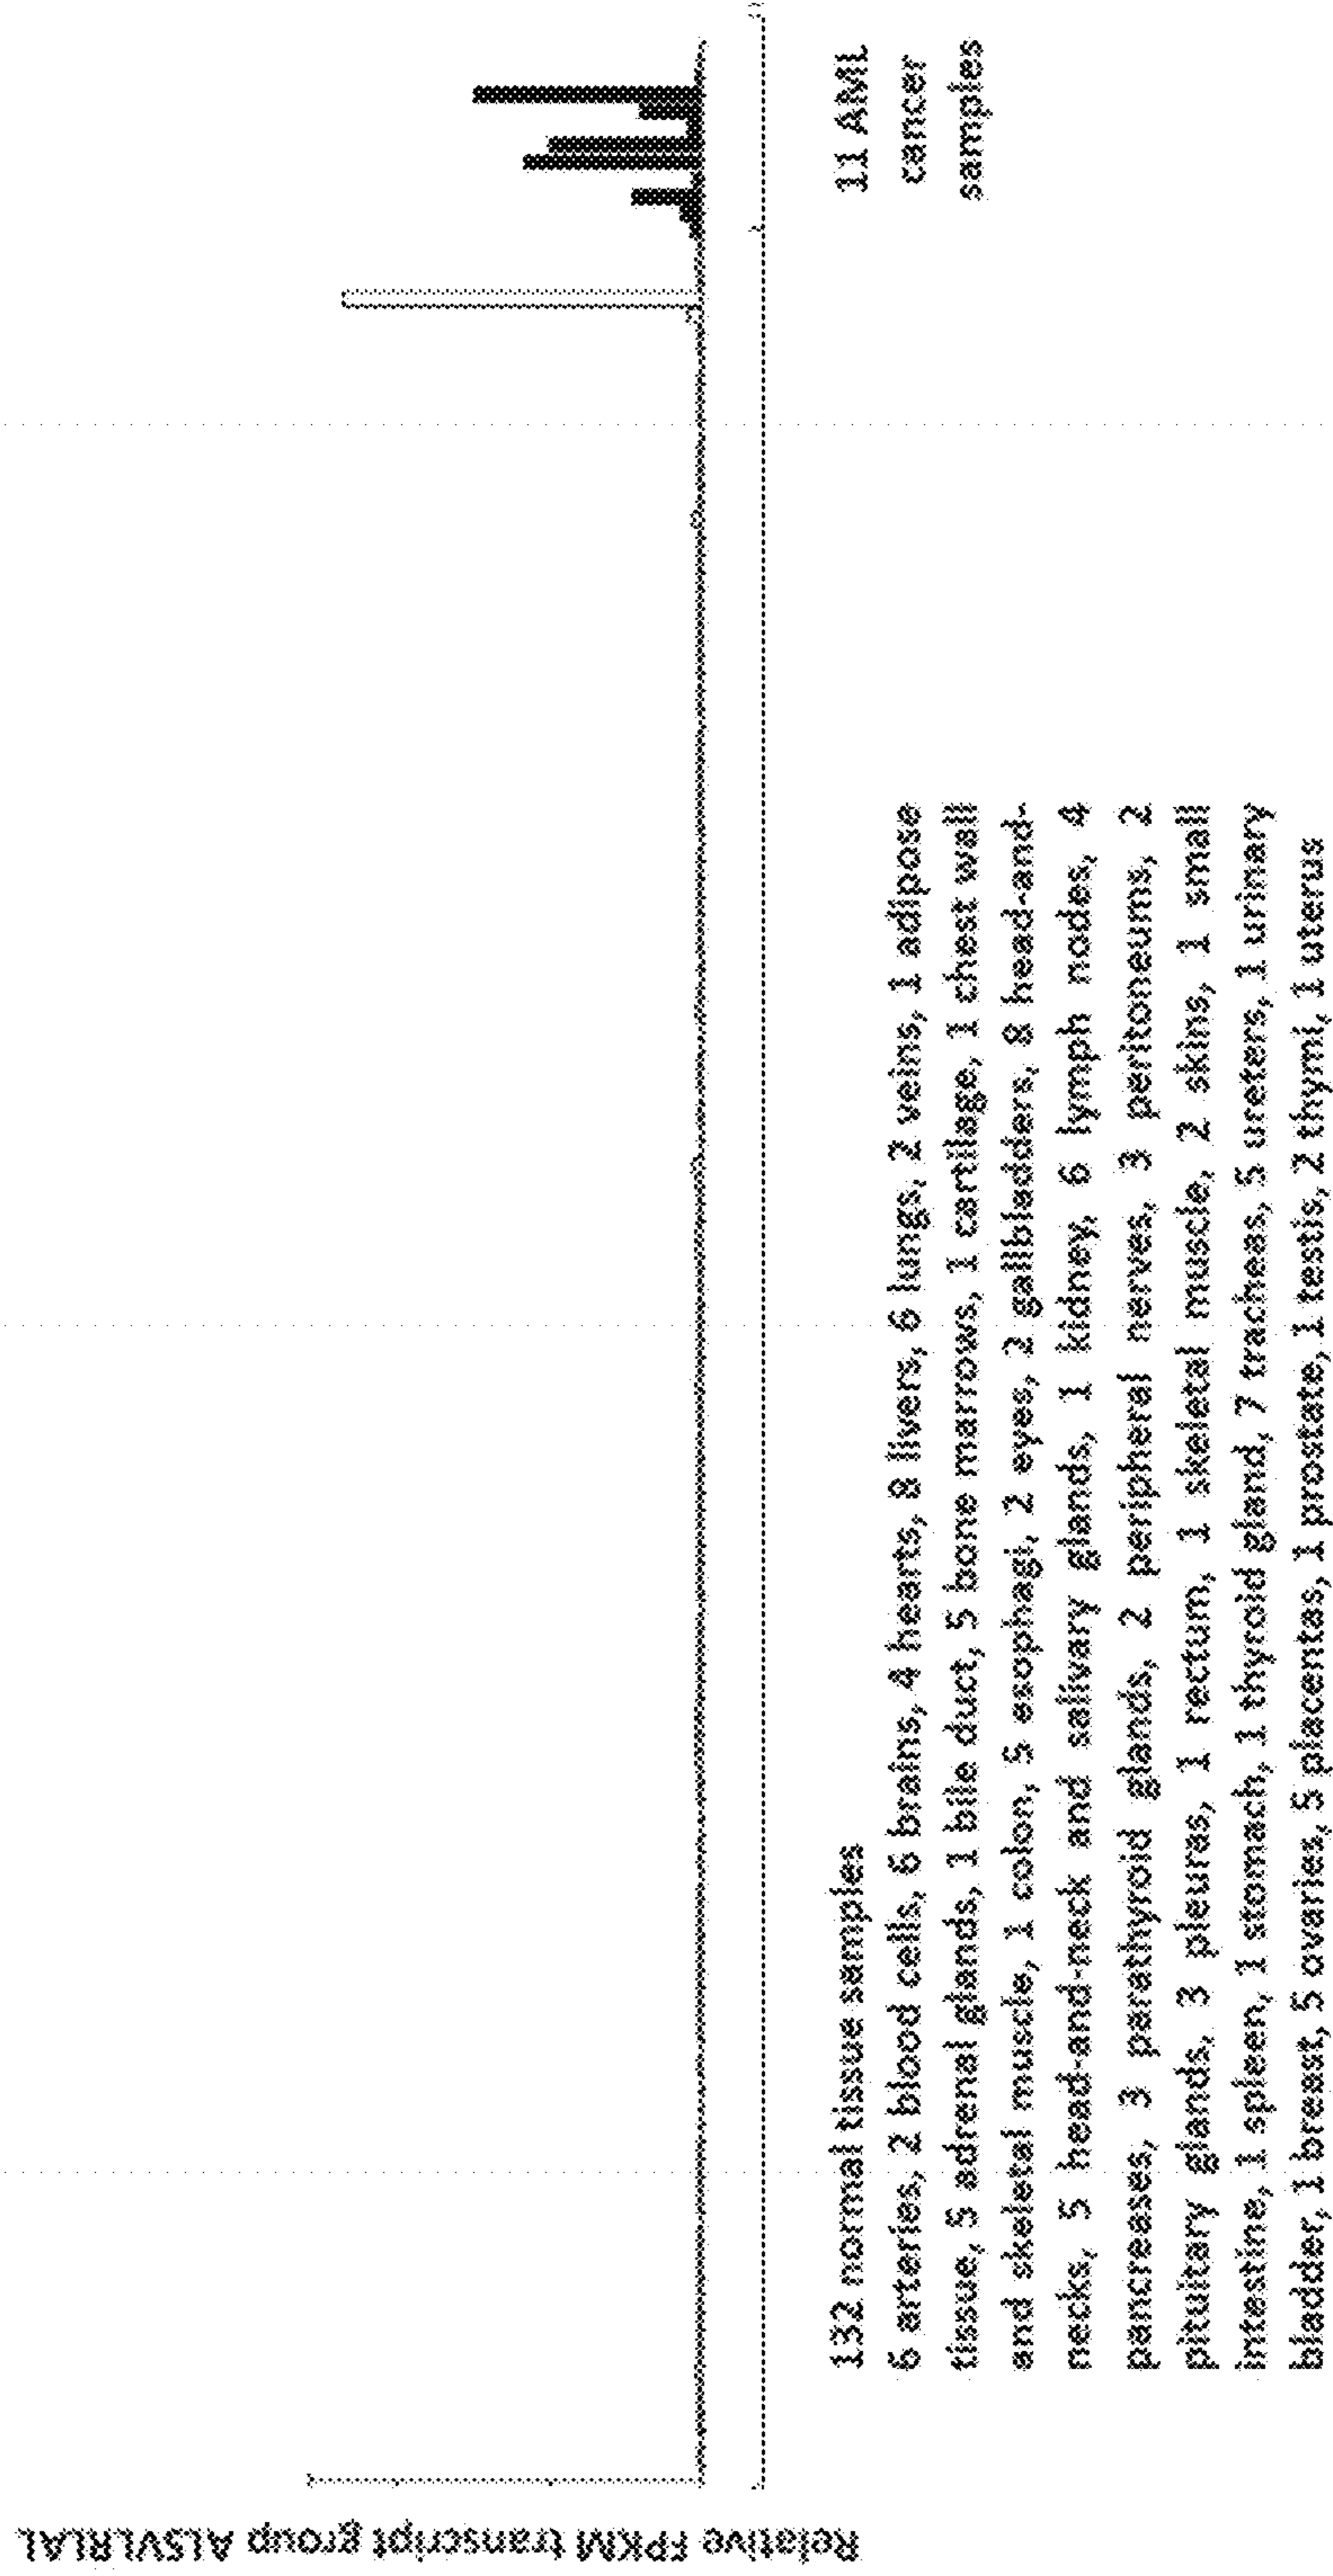 Relative FPKM transcript group ALSVLRLAL
132 normal tissue samples
6 arteries, 2 blood cells, 6 brains, 4 hearts, 8 livers, 6 lungs, 2 veins, 1 adipose
tissue, 5 adrenal glands, 1 bile duct, 5 bone marrows, 1 cartilage, 1 chest wall
and skeletal muscle, 1 colon, 5 esophagi, 2 eyes, 2 gallbladders, 8 head-and-
necks, 5 head-and-neck and salivary glands, 1 kidney, 6 lymph nodes, 4
pancreases, 3 parathyroid glands, 2 peripheral nerves, 3 peritoneums, 2
pituitary glands, 3 pleuras, 1 rectum, 1 skeletal muscle, 2 skins, 1 small
intestine, 1 spleen, 1 stomach, 1 thyroid gland, 7 tracheas, 5 ureters, 1 urinary
bladder, 1 breast, 5 ovaries, 5 placentas, 1 prostate, 1 testis, 2 thymi, 1 uterus
11 AML
cancer
samples